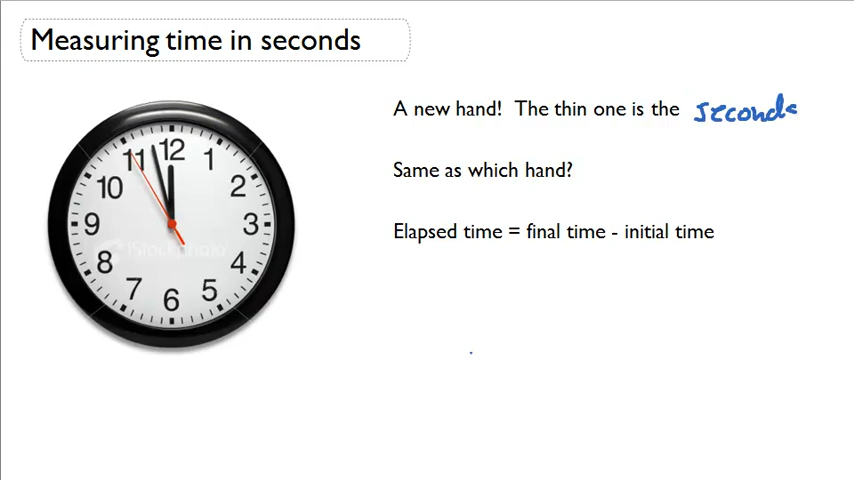 Measuring time in seconds
A new hand! The thin one is the seconds
Same as which hand?
Elapsed time = final time - initial time
12
11 1
10 2
9 3
iStockphoto
8 4
7 5
6